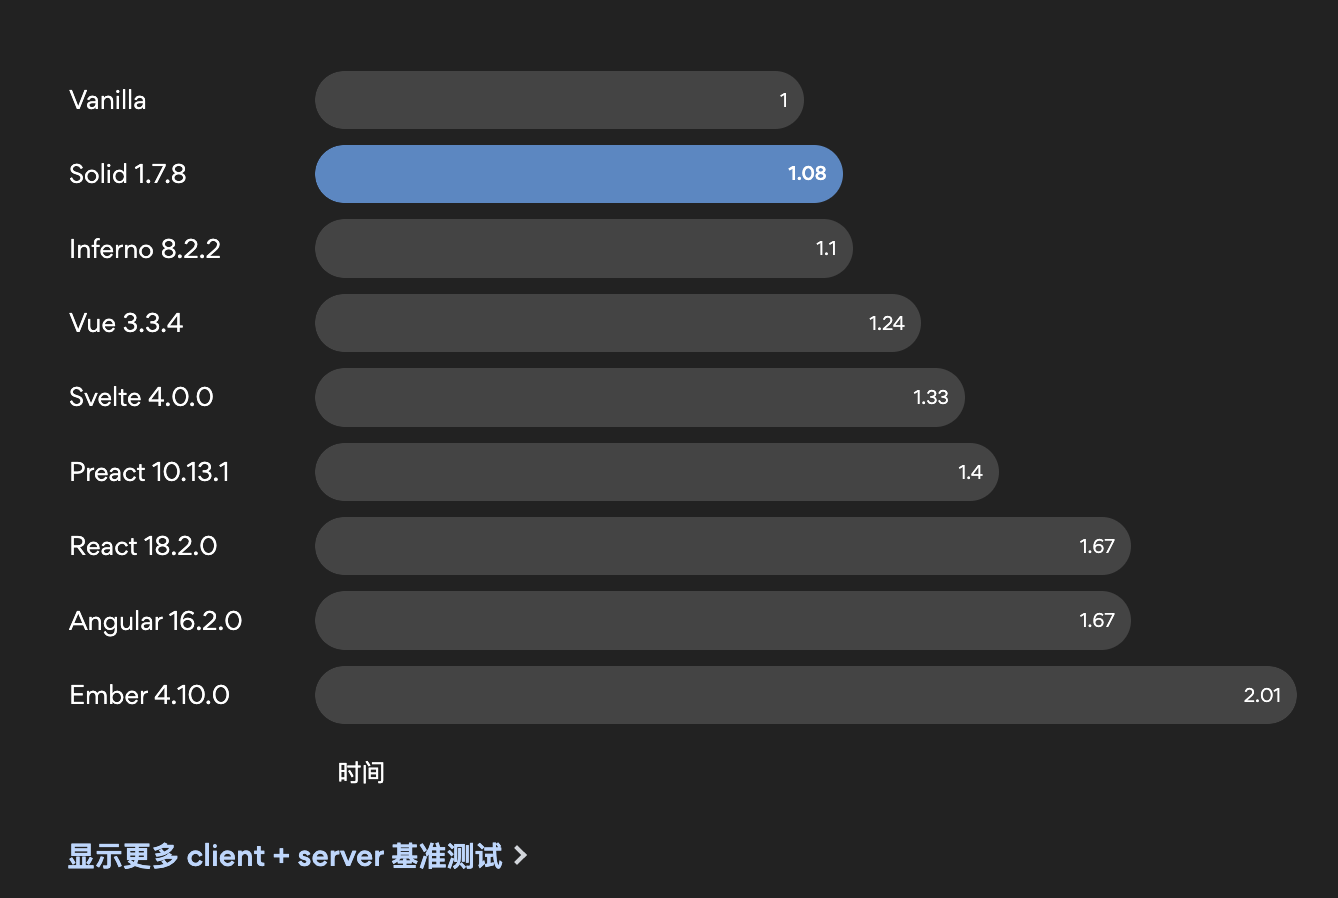 Vanilla 1
Solid 1.7.8 1.08
Inferno 8.2.2 1.1
Vue 3.3.4 1.24
Svelte 4.0.0 1.33
Preact 10.13.1 1.4
React 18.2.0 1.67
Angular 16.2.0 1.67
Ember 4.10.0 2.01
时间
显示更多 client + server 基准测试